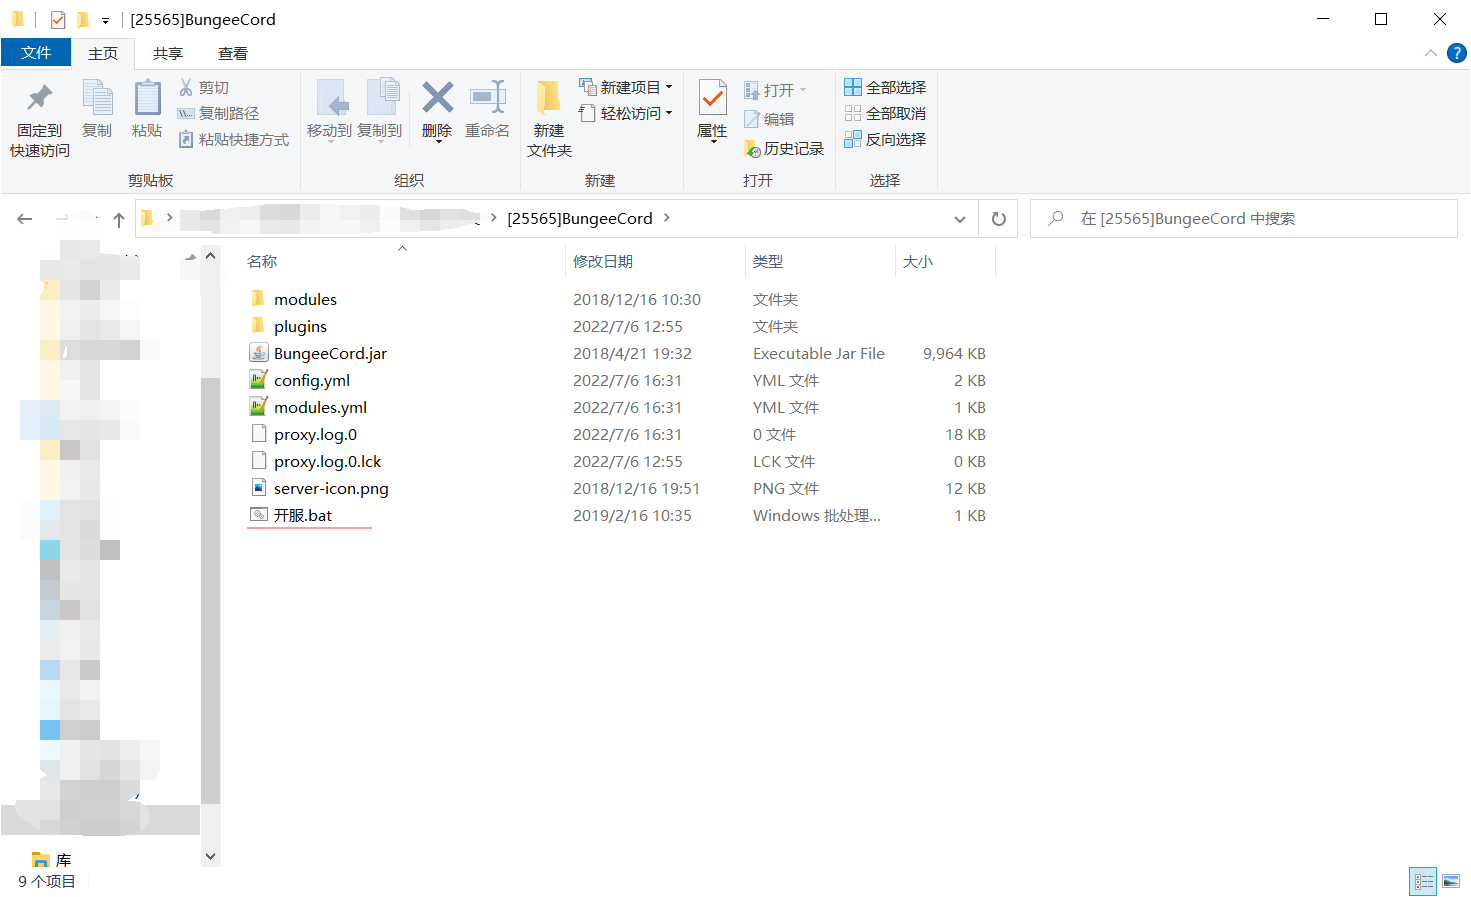 [25565]BungeeCord
文件 主页 共享 查看
固定到
快速访问
复制
粘贴
剪切
复制路径
粘贴快捷方式
剪贴板
移动到
复制到
删除
重命名
组织
新建
文件夹
新建项目
轻松访问
新建
属性
打开
编辑
历史记录
打开
全部选择
全部取消
反向选择
选择
[25565]BungeeCord
在 [25565]BungeeCord 中搜索
名称 修改日期 类型 大小
modules 2018/12/16 10:30 文件夹
plugins 2022/7/6 12:55 文件夹
BungeeCord.jar 2018/4/21 19:32 Executable Jar File 9,964 KB
config.yml 2022/7/6 16:31 YML 文件 2 KB
modules.yml 2022/7/6 16:31 YML 文件 1 KB
proxy.log.0 2022/7/6 16:31 0 文件 18 KB
proxy.log.0.lck 2022/7/6 12:55 LCK 文件 0 KB
server-icon.png 2018/12/16 19:51 PNG 文件 12 KB
开服.bat 2019/2/16 10:35 Windows 批处理... 1 KB
库
9 个项目